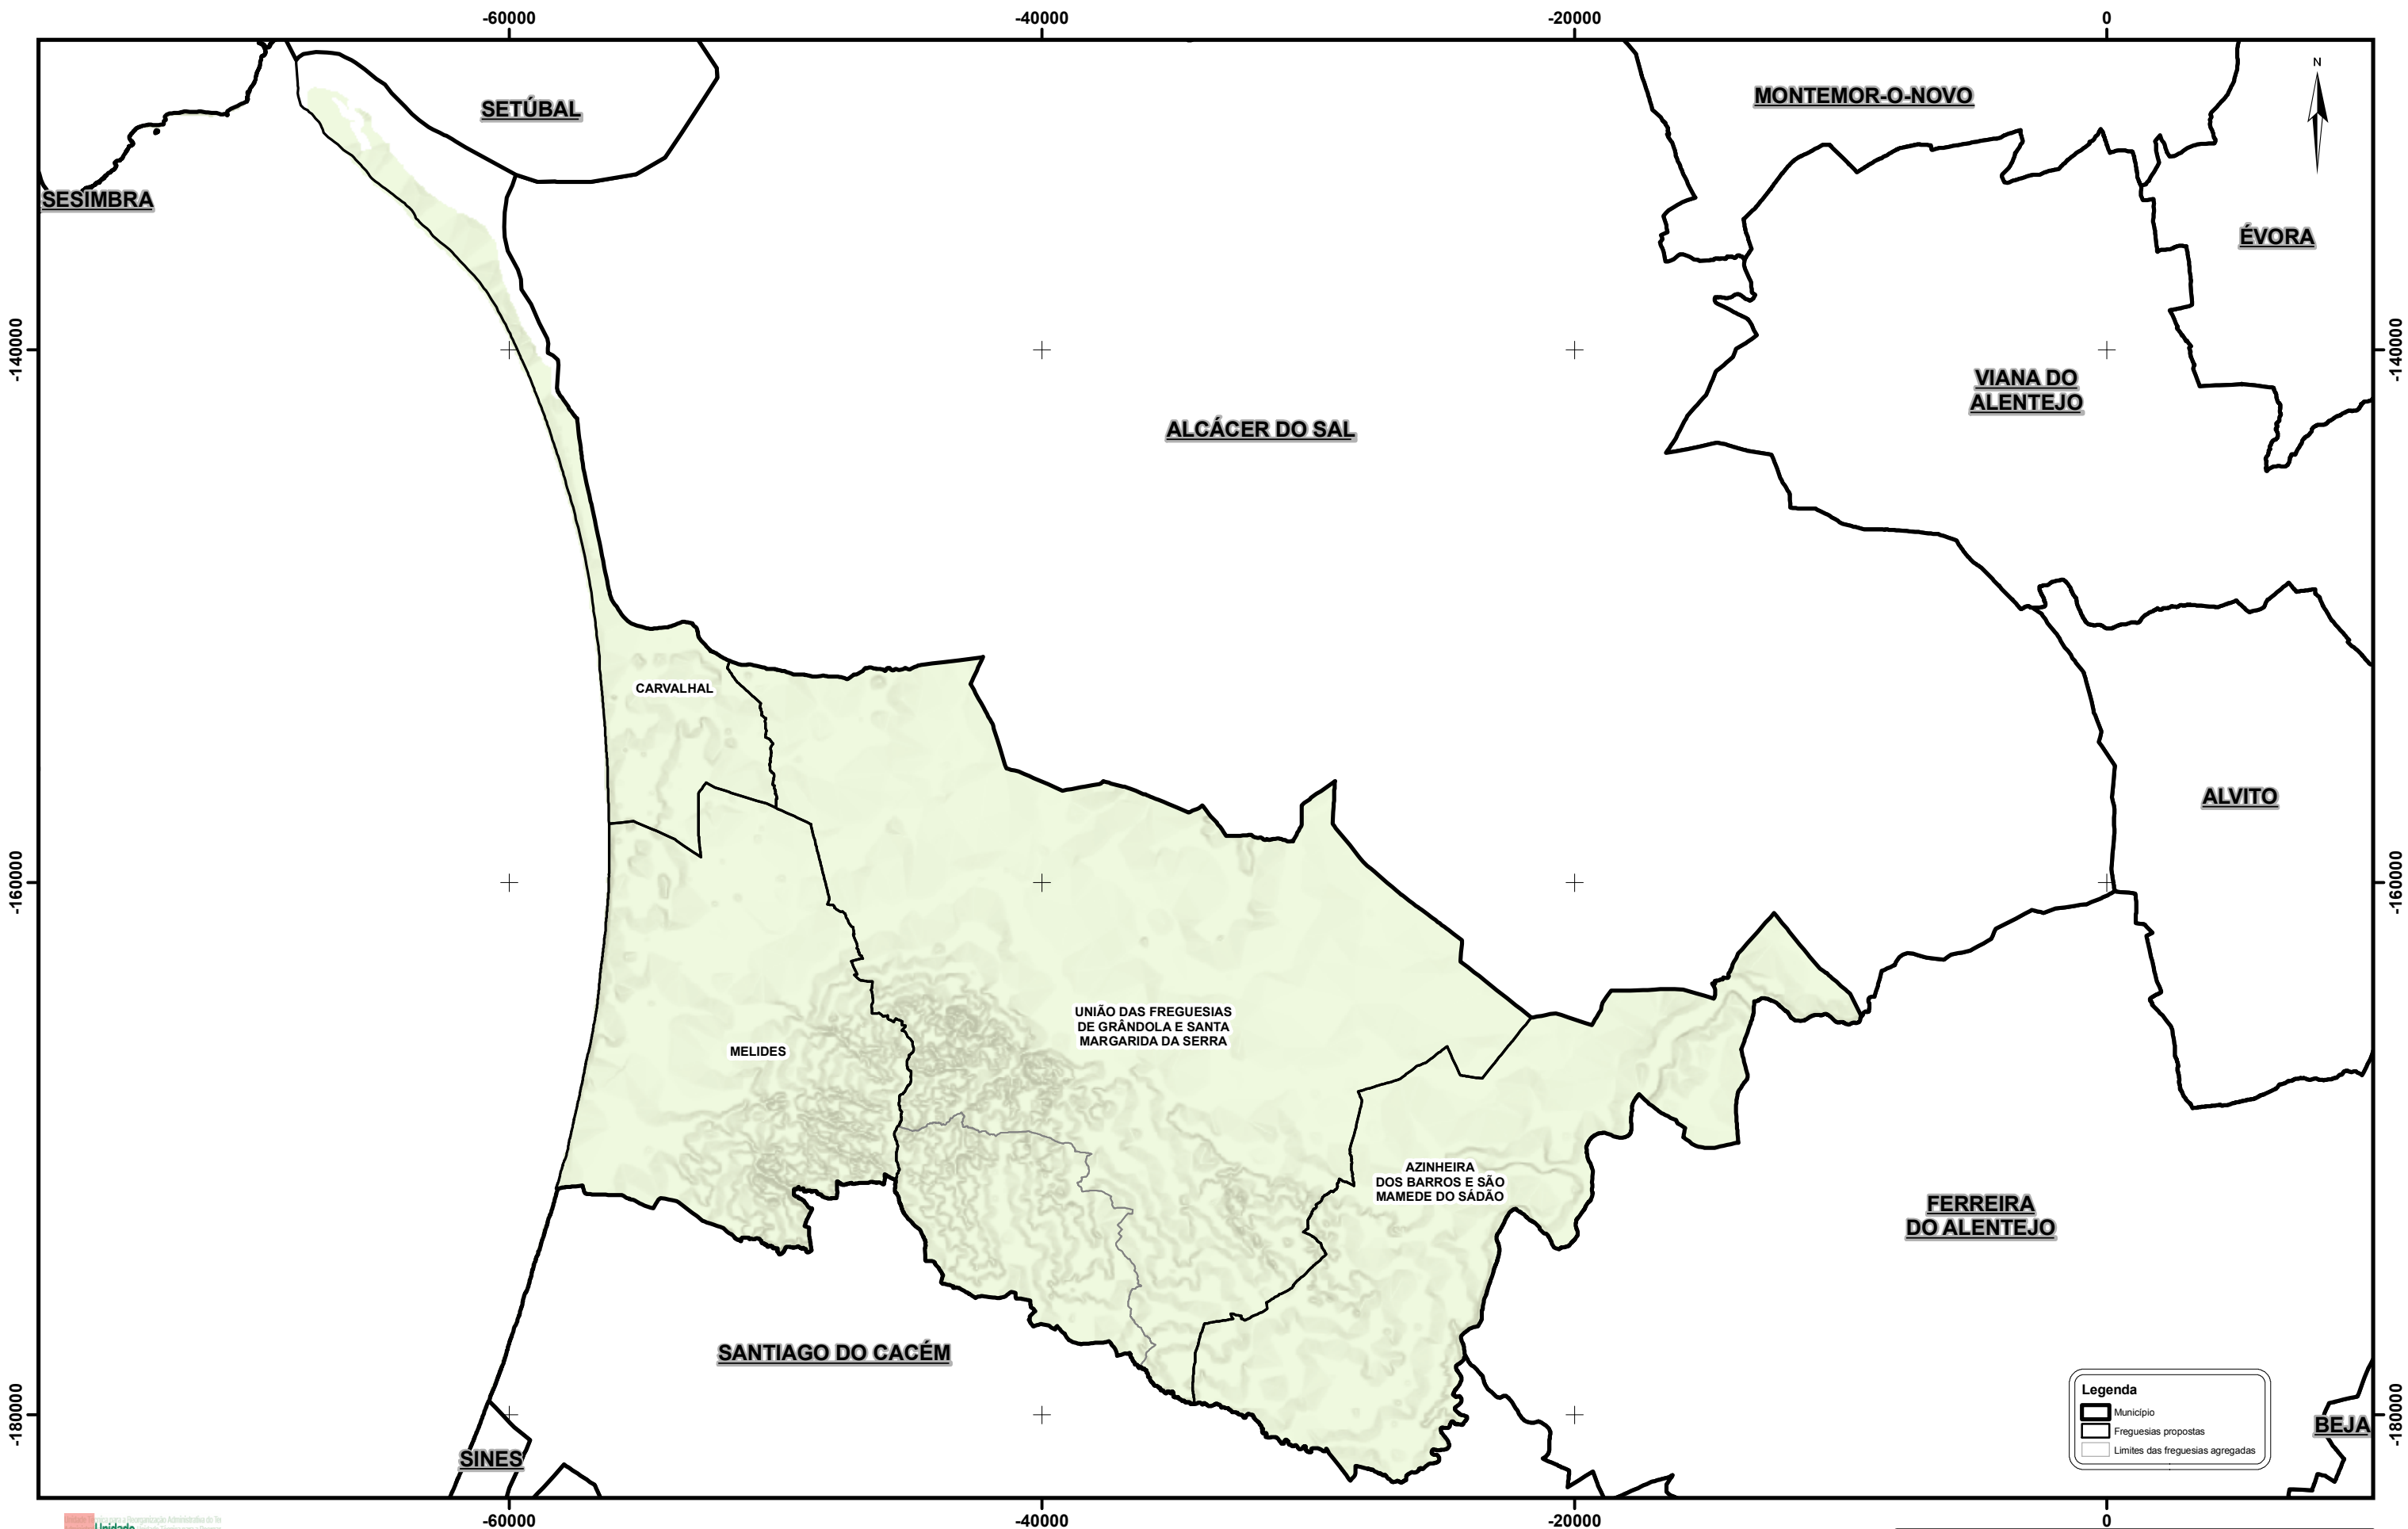 -60000
-40000
-20000
0
SETÚBAL
MONTEMOR-O-NOVO
N
SESIMBRA
ÉVORA
-140000
-140000
VIANA DO
ALENTEJO
ALCÁCER DO SAL
CARVALHAL
ALVITO
-160000
-160000
UNIÃO DAS FREGUESIAS
DE GRÂNDOLA E SANTA
MARGARIDA DA SERRA
MELIDES
AZINHEIRA
DOS BARROS E SÃO
MAMEDE DO SÁDÃO
FERREIRA
DO ALENTEJO
SANTIAGO DO CACÉM
-180000
-180000
Legenda
Município
Freguesias propostas
Limites das freguesias agregadas
BEJA
SINES
-60000
-40000
-20000
0
Unidade